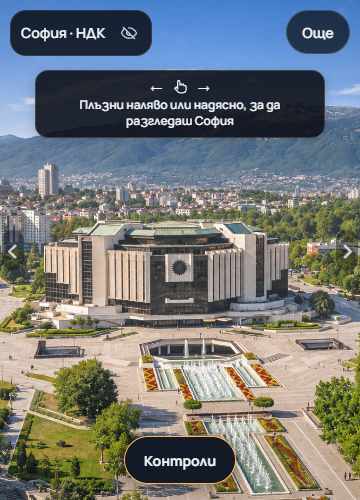 София · НДК
Още
← →
Плъзни наляво или надясно, за да
разгледаш София
Контроли